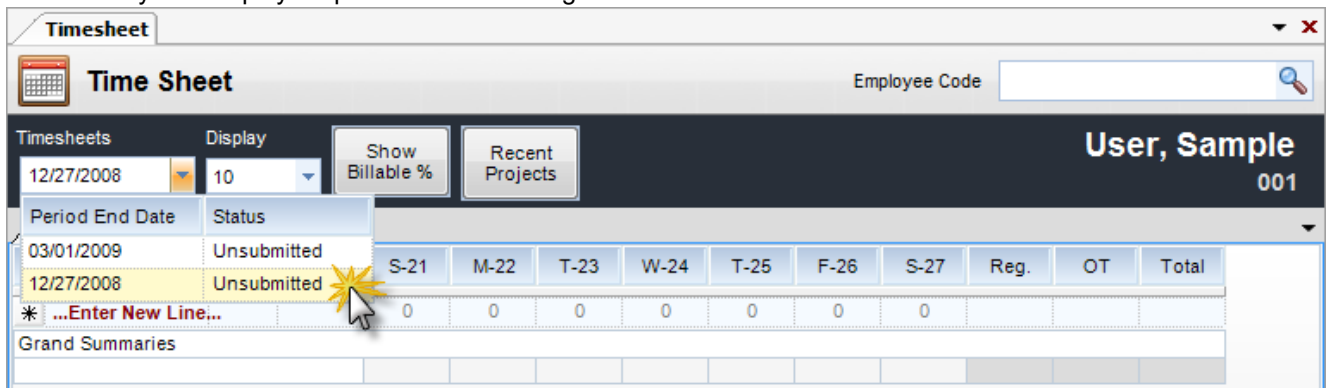 Timesheet
Time Sheet
Employee Code
Timesheets
Display
Show
Billable %
Recent
Projects
User, Sample
12/27/2008
10
001
Period End Date
Status
03/01/2009
Unsubmitted
12/27/2008
Unsubmitted
S-21 M-22 T-23 W-24 T-25 F-26 S-27 Reg. OT Total
...Enter New Line... 0 0 0 0 0 0 0
Grand Summaries